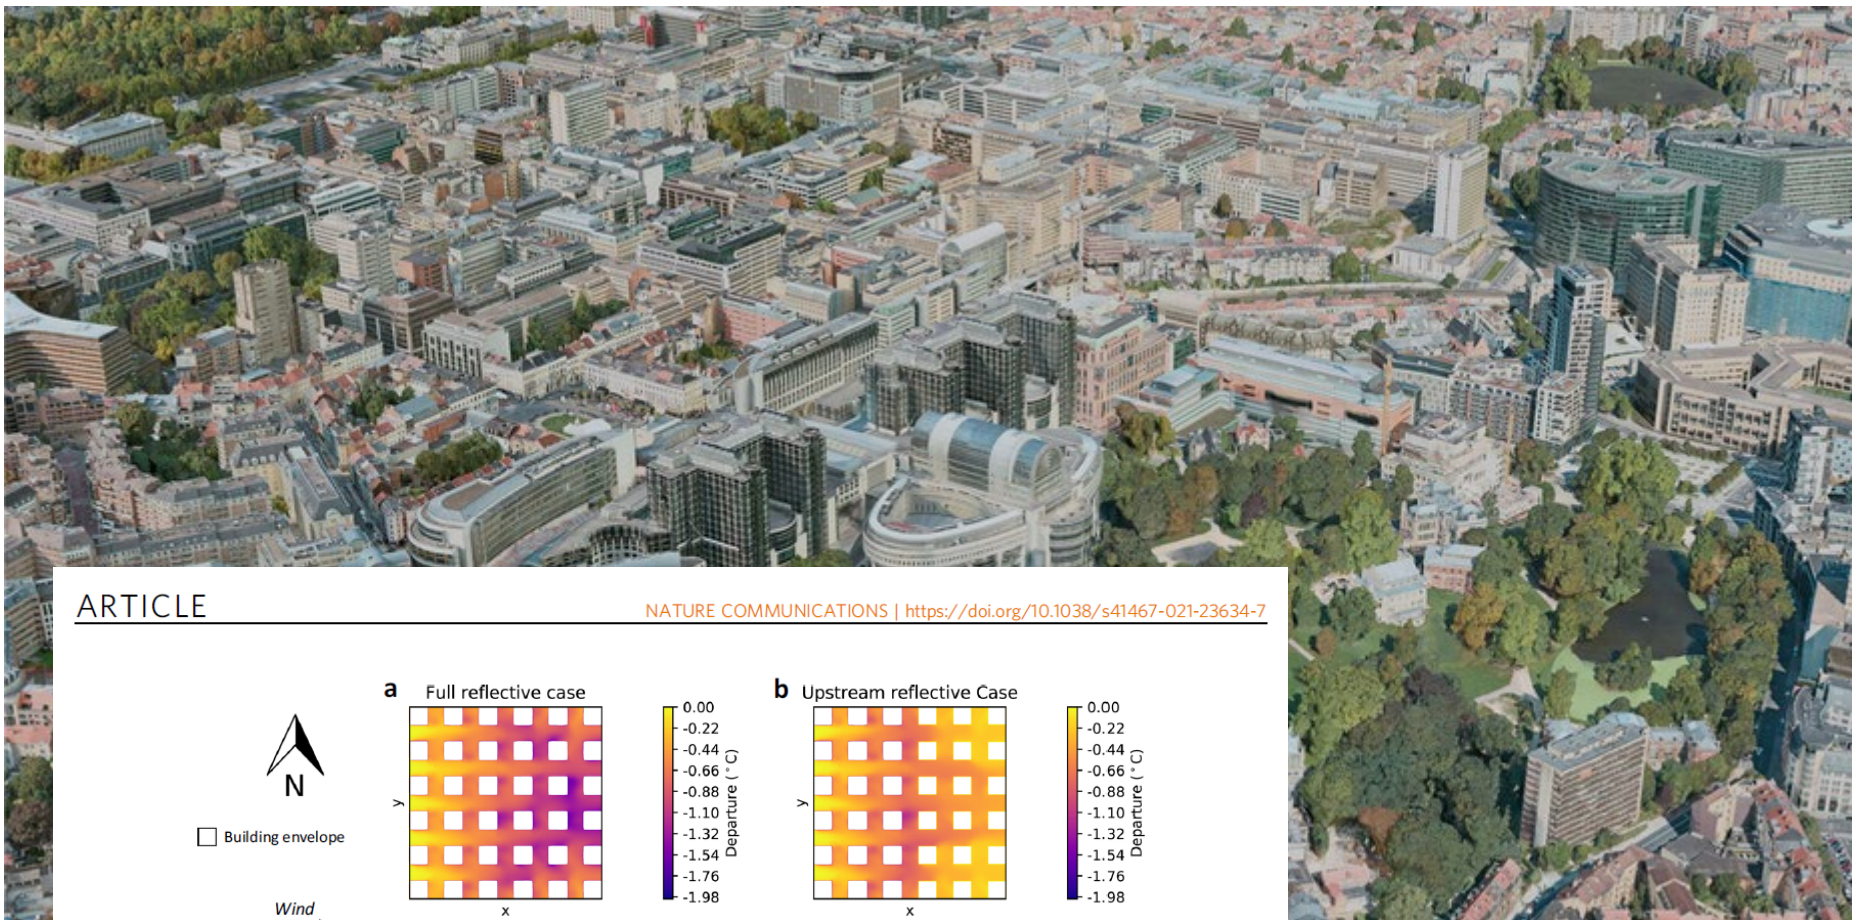 ARTICLE
NATURE COMMUNICATIONS | https://doi.org/10.1038/s41467-021-23634-7
a Full reflective case
b Upstream reflective Case
N
Building envelope
Wind
y
x
0.00
-0.22
-0.44
-0.66
-0.88
-1.10
-1.32
-1.54
-1.76
-1.98
Departure (°C)
y
x
0.00
-0.22
-0.44
-0.66
-0.88
-1.10
-1.32
-1.54
-1.76
-1.98
Departure (°C)